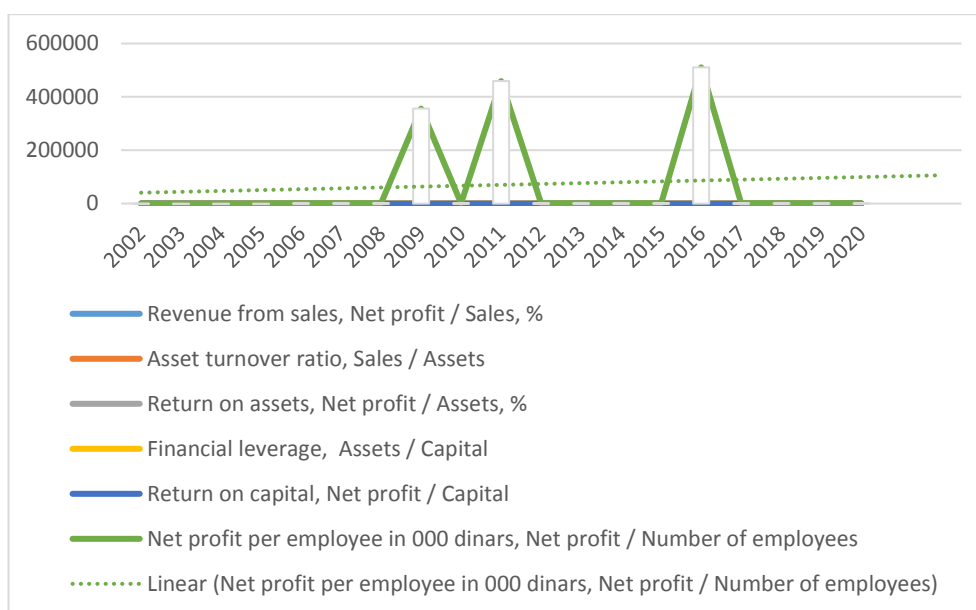 600000
400000
200000
0
2002 2003 2004 2005 2006 2007 2008 2009 2010 2011 2012 2013 2014 2015 2016 2017 2018 2019 2020
Revenue from sales, Net profit / Sales, %
Asset turnover ratio, Sales / Assets
Return on assets, Net profit / Assets, %
Financial leverage, Assets / Capital
Return on capital, Net profit / Capital
Net profit per employee in 000 dinars, Net profit / Number of employees
Linear (Net profit per employee in 000 dinars, Net profit / Number of employees)